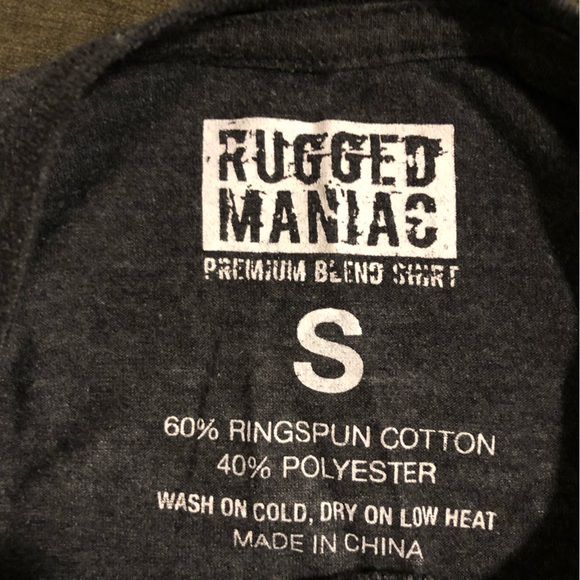 RUGGED
MANIAC
PREMIUM BLEND SHIRT
S
60% RINGSPUN COTTON
40% POLYESTER
WASH ON COLD, DRY ON LOW HEAT
MADE IN CHINA